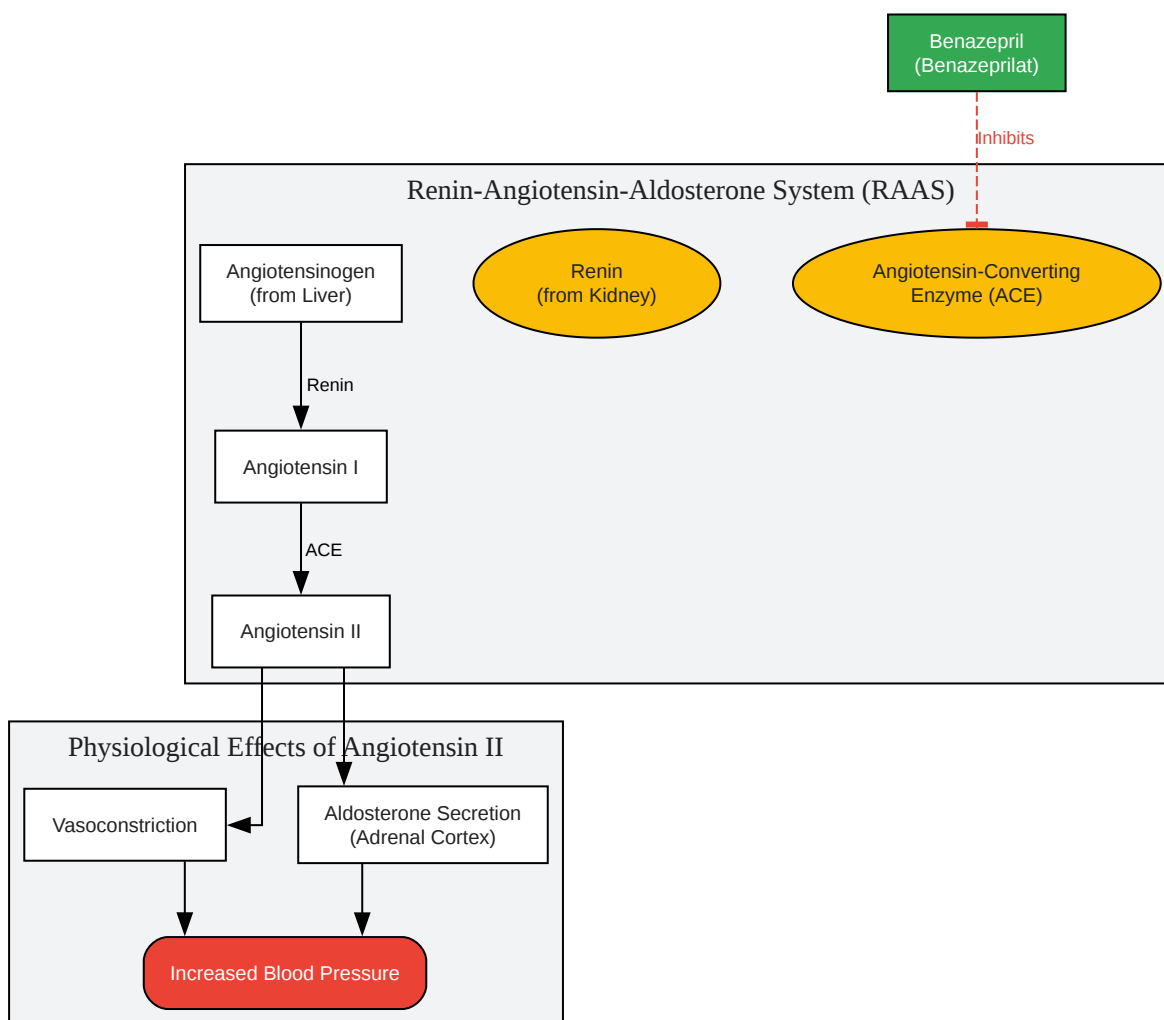 Benazepril
(Benazeprilat)
Inhibits
Renin-Angiotensin-Aldosterone System (RAAS)
Angiotensinogen
(from Liver)
Renin
(from Kidney)
Angiotensin-Converting
Enzyme (ACE)
Renin
Angiotensin I
ACE
Angiotensin II
Physiological Effects of Angiotensin II
Vasoconstriction
Aldosterone Secretion
(Adrenal Cortex)
Increased Blood Pressure